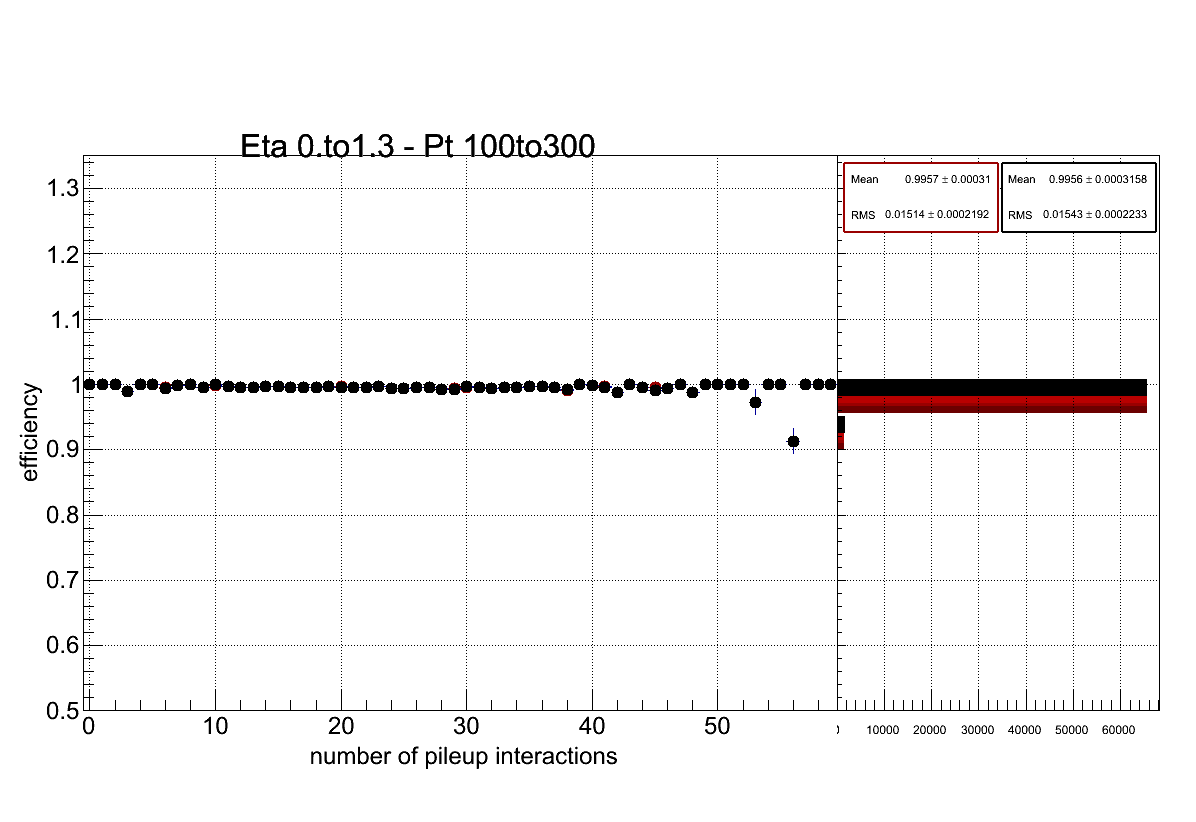 Eta 0.to1.3 - Pt 100to300
1.3
1.2
1.1
1
0.9
0.8
0.7
0.6
0.5
efficiency
0 10 20 30 40 50
number of pileup interactions
Mean 0.9957 ± 0.00031
RMS 0.01514 ± 0.0002192
Mean 0.9956 ± 0.0003158
RMS 0.01543 ± 0.0002233
10000 20000 30000 40000 50000 60000